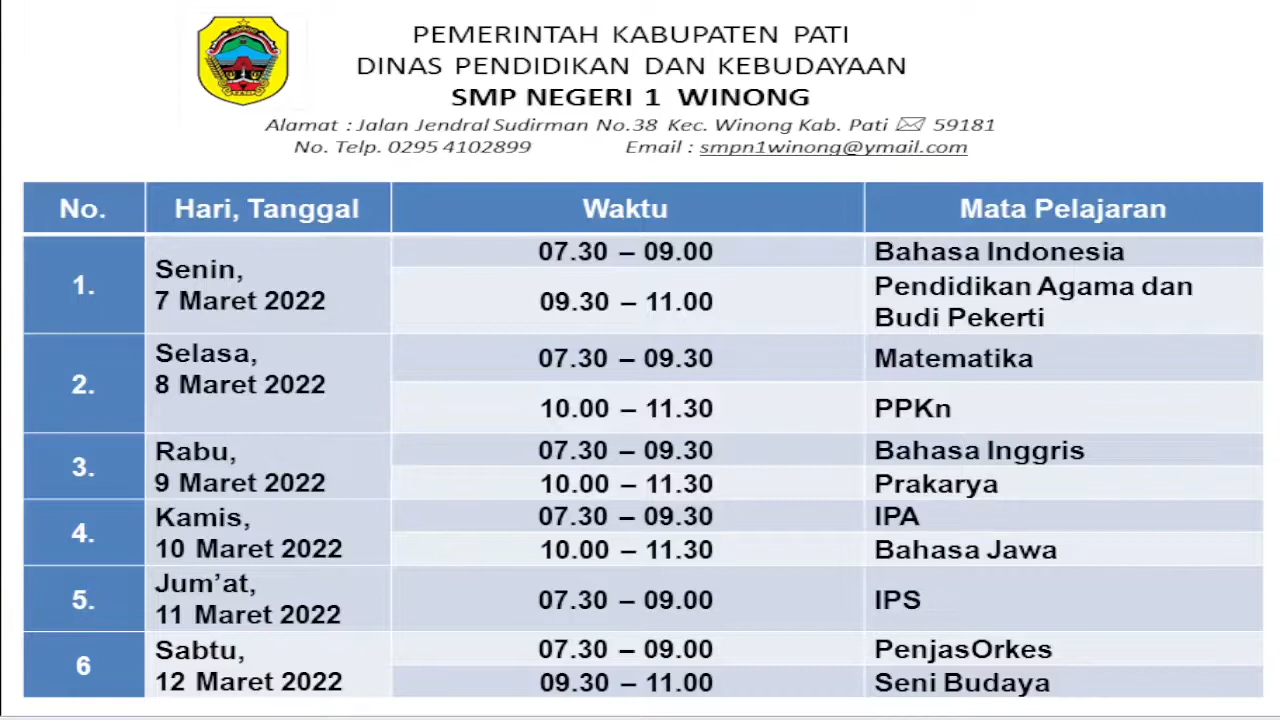 PEMERINTAH KABUPATEN PATI
DINAS PENDIDIKAN DAN KEBUDAYAAN
SMP NEGERI 1 WINONG
Alamat : Jalan Jendral Sudirman No.38 Kec. Winong Kab. Pati ✉ 59181
No. Telp. 0295 4102899 Email : smpn1winong@ymail.com
No. Hari, Tanggal Waktu Mata Pelajaran
1. Senin,
7 Maret 2022
07.30 – 09.00 Bahasa Indonesia
09.30 – 11.00 Pendidikan Agama dan
Budi Pekerti
2. Selasa,
8 Maret 2022
07.30 – 09.30 Matematika
10.00 – 11.30 PPKn
3. Rabu,
9 Maret 2022
07.30 – 09.30 Bahasa Inggris
10.00 – 11.30 Prakarya
4. Kamis,
10 Maret 2022
07.30 – 09.30 IPA
10.00 – 11.30 Bahasa Jawa
5. Jum’at,
11 Maret 2022
07.30 – 09.00 IPS
6 Sabtu,
12 Maret 2022
07.30 – 09.00 PenjasOrkes
09.30 – 11.00 Seni Budaya